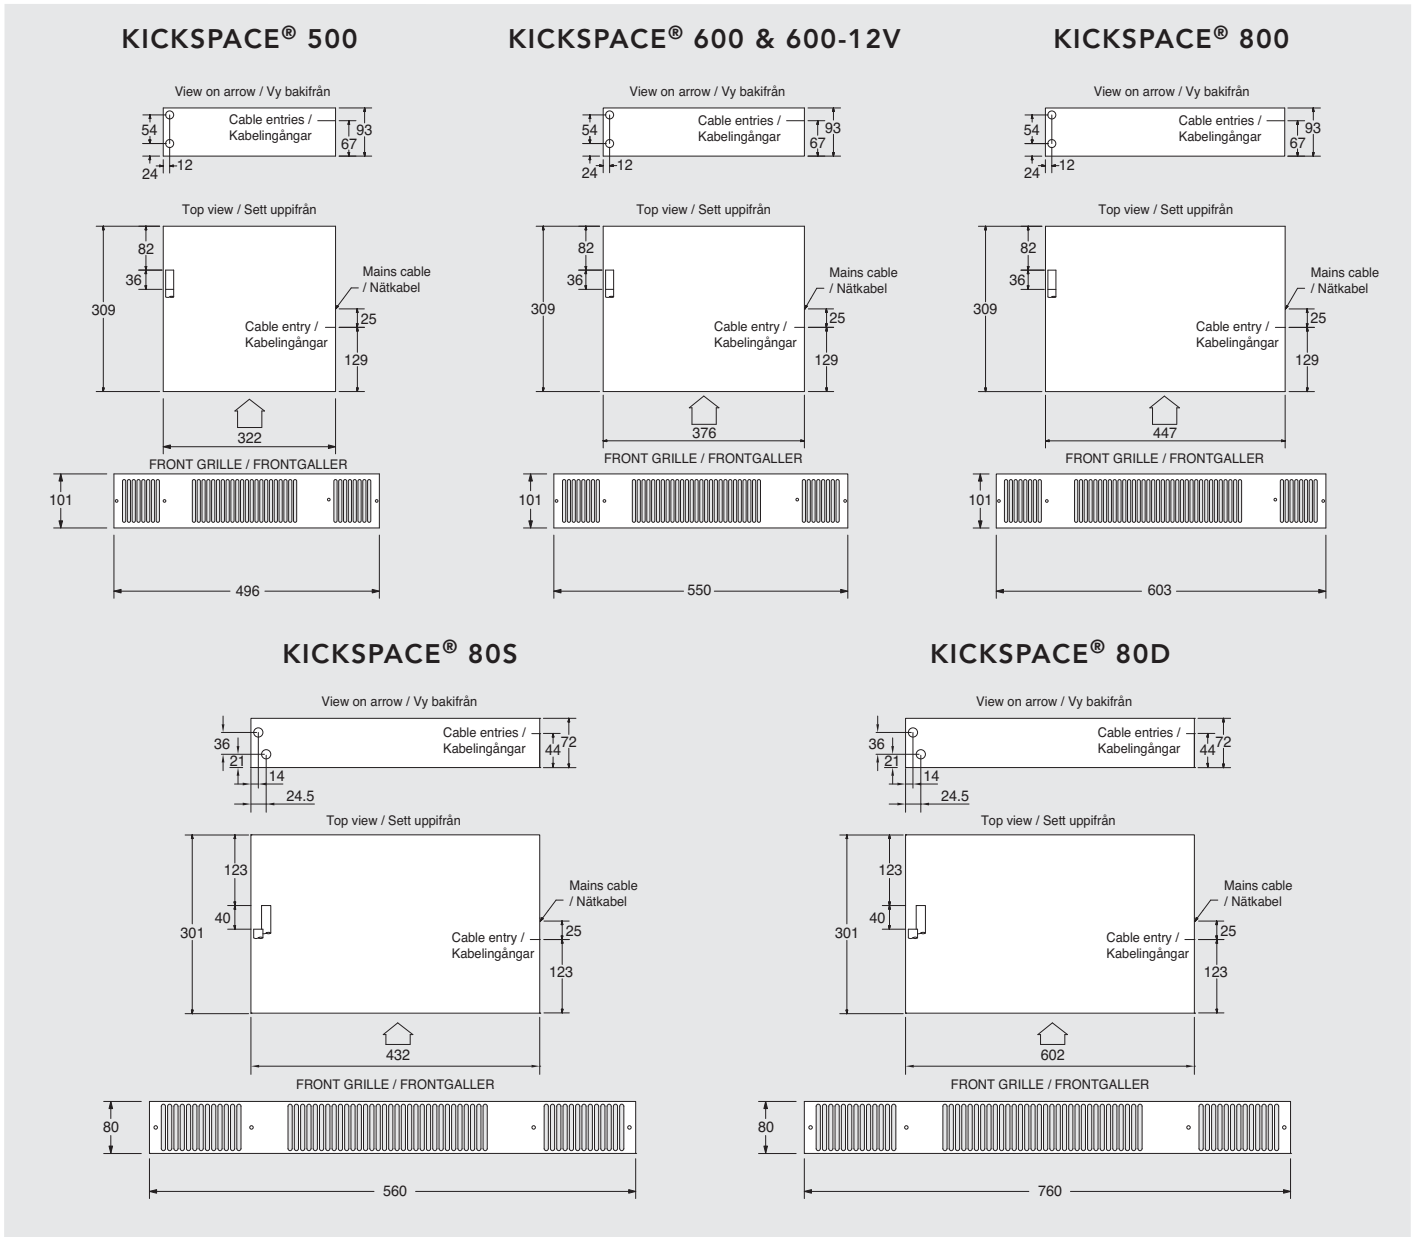 KICKSPACE® 500
View on arrow / Vy bakifrån
Cable entries /
Kabelingångar
54
93
67
24
12
Top view / Sett uppifrån
82
36
309
Mains cable
/ Nätkabel
25
Cable entry /
Kabelingångar
129
322
FRONT GRILLE / FRONTGALLER
101
496
KICKSPACE® 600 & 600-12V
View on arrow / Vy bakifrån
Cable entries /
Kabelingångar
54
93
67
24
12
Top view / Sett uppifrån
82
36
309
Mains cable
/ Nätkabel
25
Cable entry /
Kabelingångar
129
376
FRONT GRILLE / FRONTGALLER
101
550
KICKSPACE® 800
View on arrow / Vy bakifrån
Cable entries /
Kabelingångar
54
93
67
24
12
Top view / Sett uppifrån
82
36
309
Mains cable
/ Nätkabel
25
Cable entry /
Kabelingångar
129
447
FRONT GRILLE / FRONTGALLER
101
603
KICKSPACE® 80S
View on arrow / Vy bakifrån
Cable entries /
Kabelingångar
36
21
72
44
14
24.5
Top view / Sett uppifrån
123
40
301
Mains cable
/ Nätkabel
25
Cable entry /
Kabelingångar
123
432
FRONT GRILLE / FRONTGALLER
80
560
KICKSPACE® 80D
View on arrow / Vy bakifrån
Cable entries /
Kabelingångar
36
21
72
44
14
24.5
Top view / Sett uppifrån
123
40
301
Mains cable
/ Nätkabel
25
Cable entry /
Kabelingångar
123
602
FRONT GRILLE / FRONTGALLER
80
760